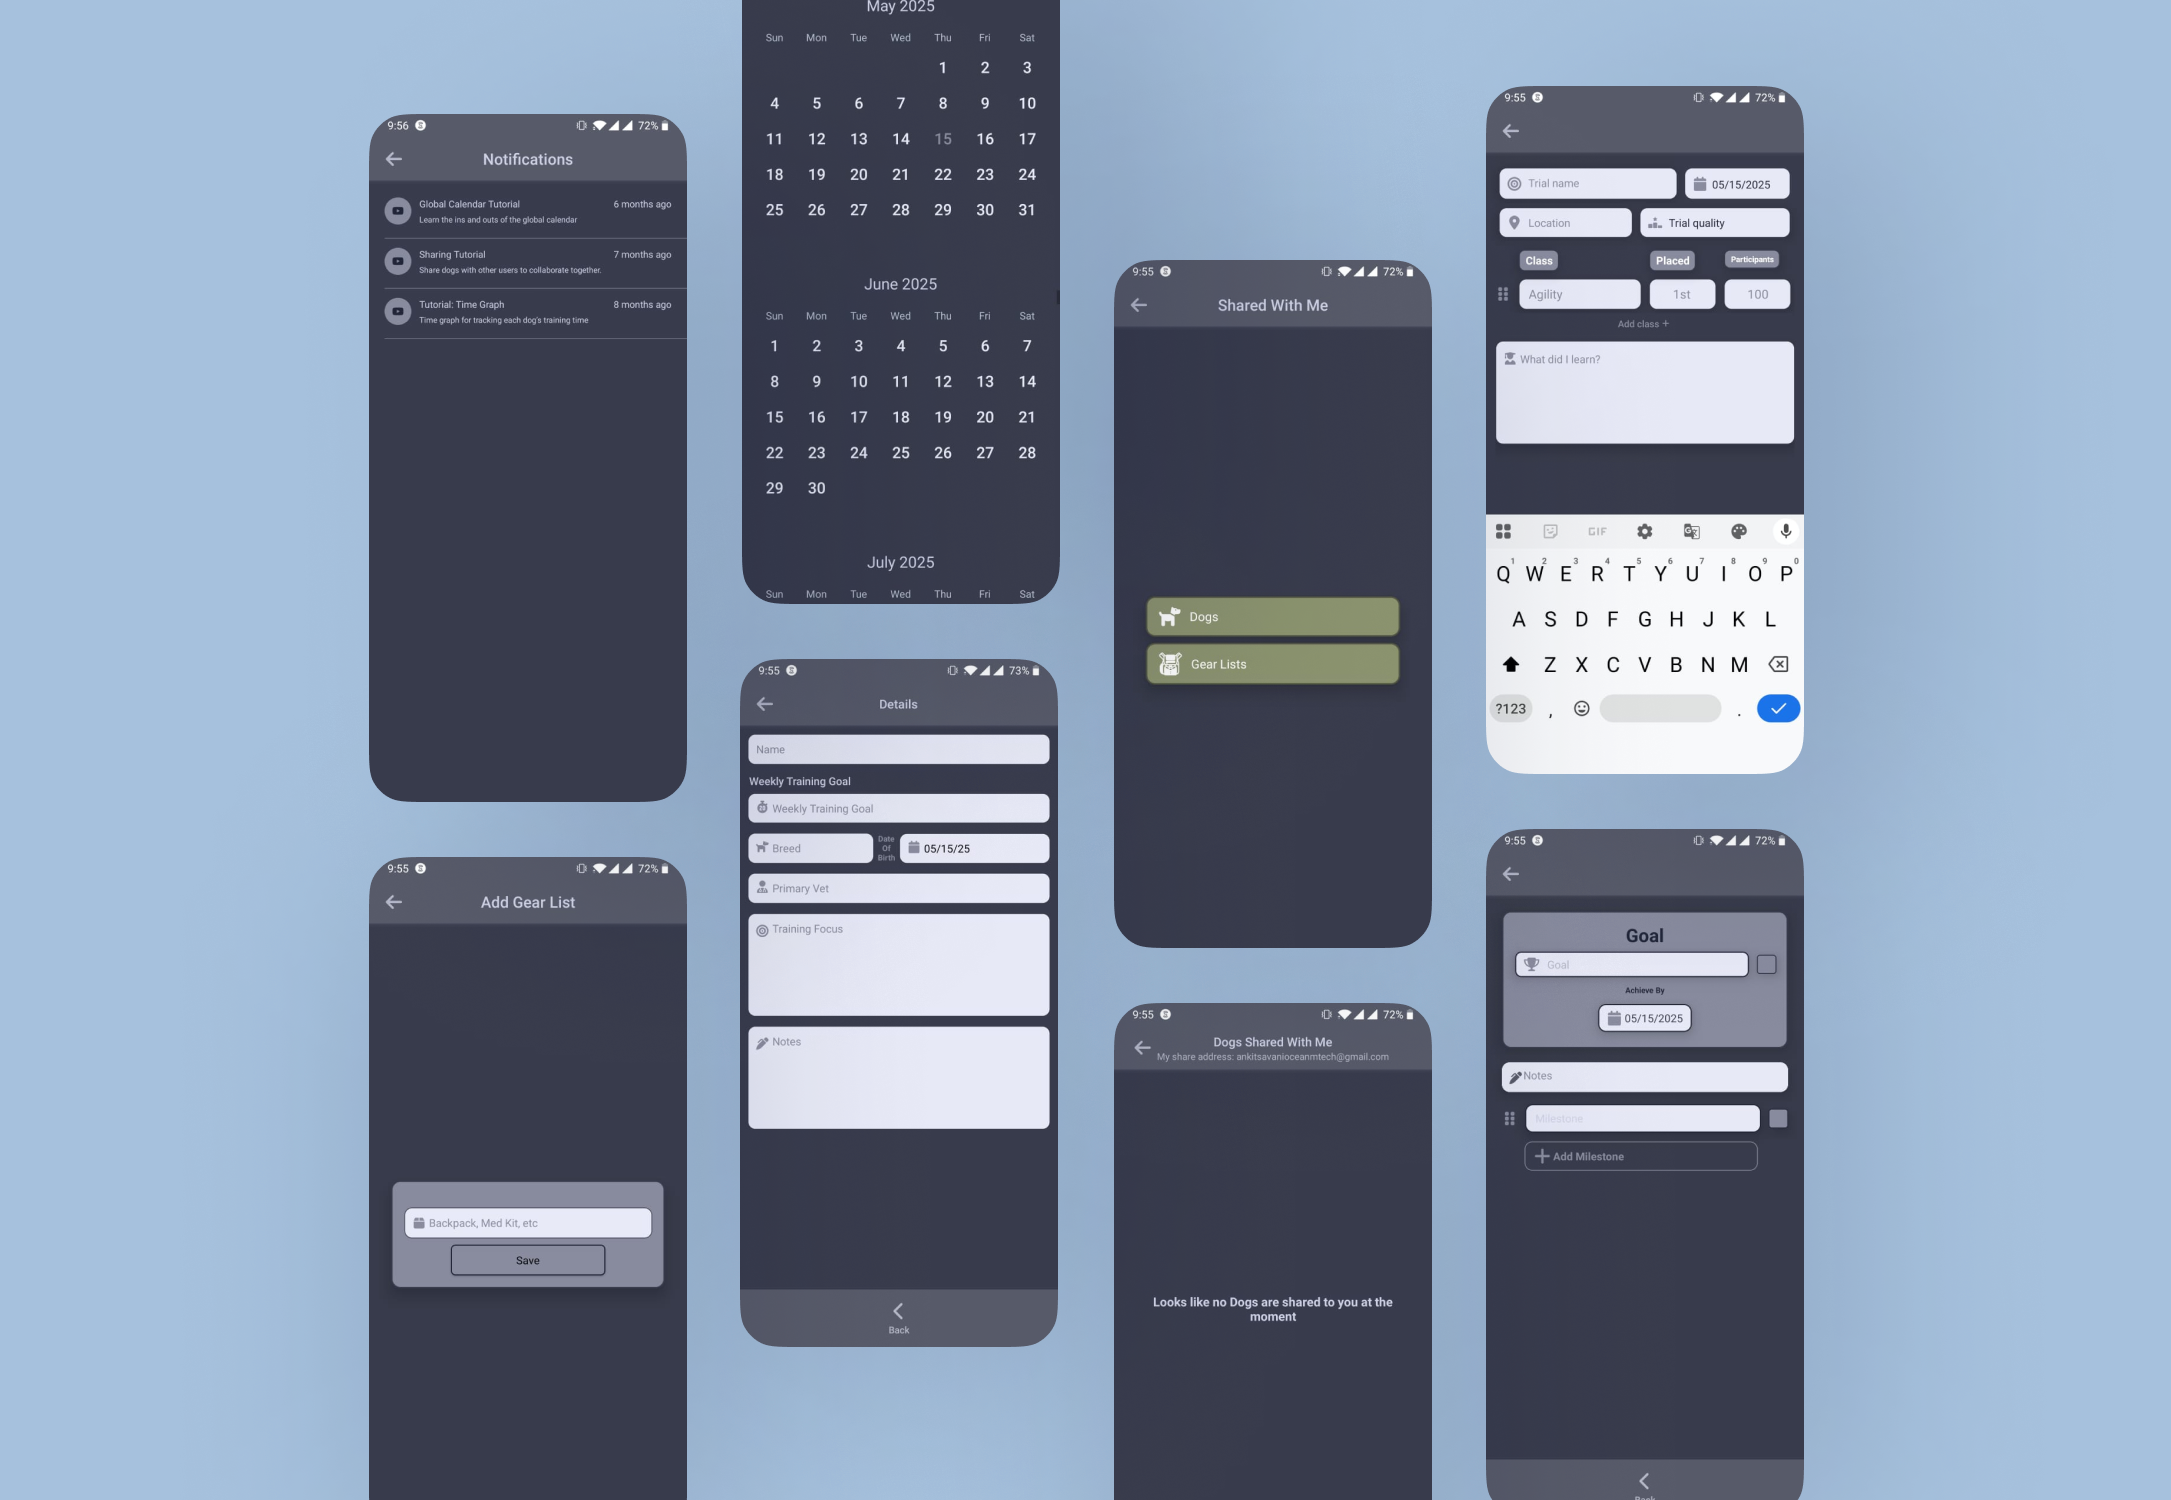 9:56 72%
Notifications
Global Calendar Tutorial 6 months ago
Learn the ins and outs of the global calendar
Sharing Tutorial 7 months ago
Share dogs with other users to collaborate together.
Tutorial: Time Graph 8 months ago
Time graph for tracking each dog's training time
9:55 72%
Add Gear List
Backpack, Med Kit, etc
Save
May 2025
Sun Mon Tue Wed Thu Fri Sat
1 2 3
4 5 6 7 8 9 10
11 12 13 14 15 16 17
18 19 20 21 22 23 24
25 26 27 28 29 30 31
June 2025
Sun Mon Tue Wed Thu Fri Sat
1 2 3 4 5 6 7
8 9 10 11 12 13 14
15 16 17 18 19 20 21
22 23 24 25 26 27 28
29 30
July 2025
Sun Mon Tue Wed Thu Fri Sat
9:55 73%
Details
Name
Weekly Training Goal
Weekly Training Goal
Breed
Date
Of
Birth
05/15/25
Primary Vet
Training Focus
Notes
Back
9:55 72%
Shared With Me
Dogs
Gear Lists
9:55 72%
Dogs Shared With Me
My share address: ankitsavanioceanmtech@gmail.com
Looks like no Dogs are shared to you at the
moment
9:55 72%
Trial name 05/15/2025
Location Trial quality
Class Placed Participants
Agility 1st 100
Add class +
What did I learn?
GIF
Q1 W2 E3 R4 T5 Y6 U7 I8 O9 P0
A S D F G H J K L
Z X C V B N M
?123 , .
9:55 72%
Goal
Goal
Achieve By
05/15/2025
Notes
Milestone
Add Milestone
Back